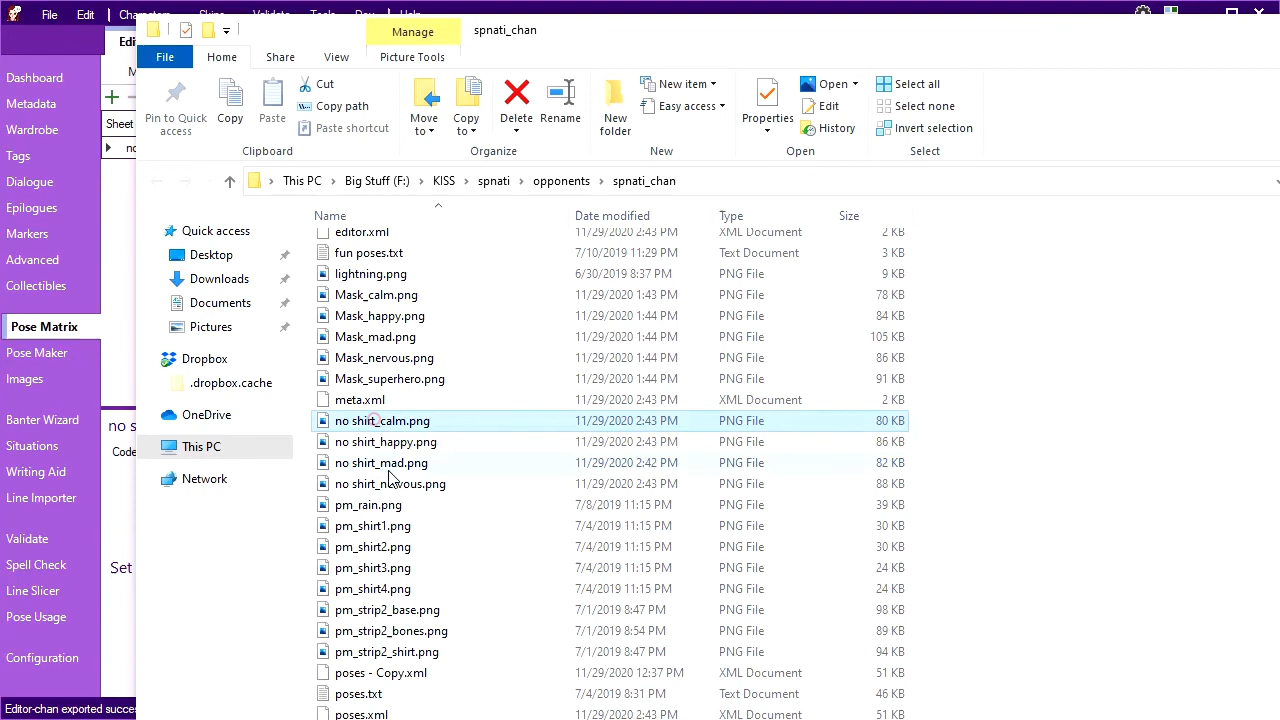 File Edit
Manage spnati_chan
File Home Share View Picture Tools
Pin to Quick access
Copy
Paste
Cut
Copy path
Paste shortcut
Clipboard
Move to
Copy to
Delete
Rename
Organize
New folder
New item
Easy access
New
Properties
Open
Edit
History
Open
Select all
Select none
Invert selection
Select
This PC Big Stuff (F:) KISS spnati opponents spnati_chan
Dashboard
Metadata
Wardrobe
Tags
Dialogue
Epilogues
Markers
Advanced
Collectibles
Pose Matrix
Pose Maker
Images
Banter Wizard
Situations
Writing Aid
Line Importer
Validate
Spell Check
Line Slicer
Pose Usage
Configuration
Sheet
Set
Quick access
Desktop
Downloads
Documents
Pictures
Dropbox
.dropbox.cache
OneDrive
This PC
Network
Name Date modified Type Size
editor.xml 11/29/2020 2:43 PM XML Document 2 KB
fun poses.txt 7/10/2019 11:29 PM Text Document 3 KB
lightning.png 6/30/2019 8:37 PM PNG File 9 KB
Mask_calm.png 11/29/2020 1:43 PM PNG File 78 KB
Mask_happy.png 11/29/2020 1:44 PM PNG File 84 KB
Mask_mad.png 11/29/2020 1:44 PM PNG File 105 KB
Mask_nervous.png 11/29/2020 1:44 PM PNG File 86 KB
Mask_superhero.png 11/29/2020 1:44 PM PNG File 91 KB
meta.xml 11/29/2020 2:43 PM XML Document 2 KB
no shirt_calm.png 11/29/2020 2:43 PM PNG File 80 KB
no shirt_happy.png 11/29/2020 2:43 PM PNG File 86 KB
no shirt_mad.png 11/29/2020 2:42 PM PNG File 82 KB
no shirt_nervous.png 11/29/2020 2:43 PM PNG File 88 KB
pm_rain.png 7/8/2019 11:15 PM PNG File 39 KB
pm_shirt1.png 7/4/2019 11:15 PM PNG File 30 KB
pm_shirt2.png 7/4/2019 11:15 PM PNG File 30 KB
pm_shirt3.png 7/4/2019 11:15 PM PNG File 24 KB
pm_shirt4.png 7/4/2019 11:15 PM PNG File 24 KB
pm_strip2_base.png 7/1/2019 8:47 PM PNG File 98 KB
pm_strip2_bones.png 7/1/2019 8:54 PM PNG File 89 KB
pm_strip2_shirt.png 7/1/2019 8:47 PM PNG File 94 KB
poses - Copy.xml 11/29/2020 12:37 PM XML Document 51 KB
poses.txt 7/4/2019 8:31 PM Text Document 46 KB
poses.xml 11/29/2020 2:43 PM XML Document 51 KB
Editor-chan exported succes